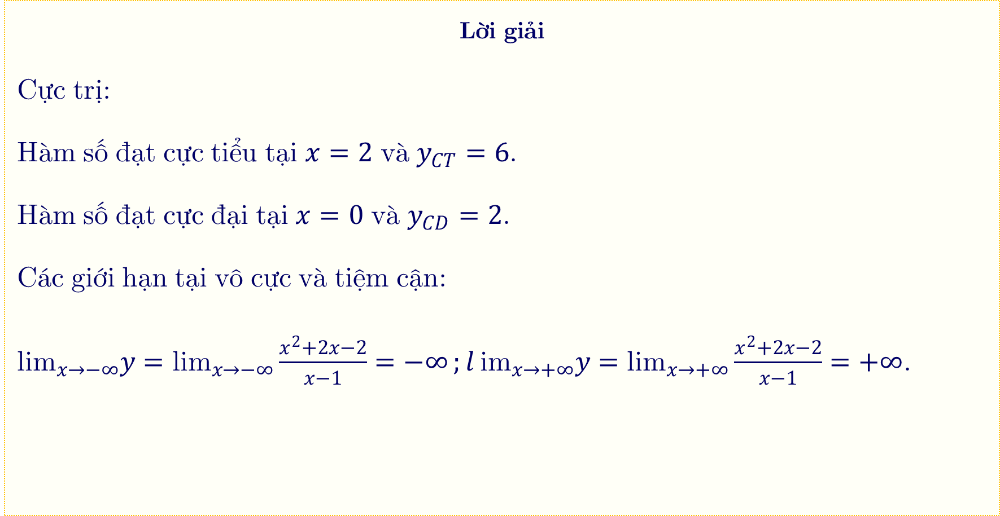 Lời giải
Cực trị:
Hàm số đạt cực tiểu tại $x = 2$ và $y_{CT} = 6$.
Hàm số đạt cực đại tại $x = 0$ và $y_{CD} = 2$.
Các giới hạn tại vô cực và tiệm cận:
$\lim_{x \to -\infty} y = \lim_{x \to -\infty} \frac{x^2+2x-2}{x-1} = -\infty ; l \operatorname{im}_{x \to +\infty} y = \lim_{x \to +\infty} \frac{x^2+2x-2}{x-1} = +\infty.$